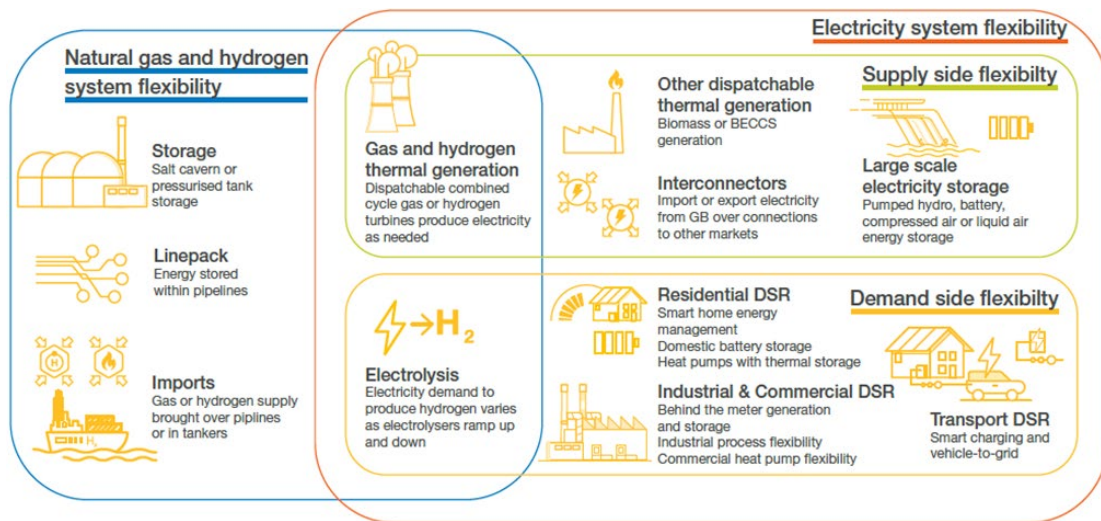 Natural gas and hydrogen
system flexibility
Storage
Salt cavern or
pressurised tank
storage
Linepack
Energy stored
within pipelines
H
Imports
Gas or hydrogen supply
brought over piplines
or in tankers
H₂
Electricity system flexibility
Gas and hydrogen
thermal generation
Dispatchable combined
cycle gas or hydrogen
turbines produce electricity
as needed
Other dispatchable
thermal generation
Biomass or BECCS
generation
Interconnectors
Import or export electricity
from GB over connections
to other markets
Supply side flexibilty
Large scale
electricity storage
Pumped hydro, battery,
compressed air or liquid air
energy storage
H₂
Electrolysis
Electricity demand to
produce hydrogen varies
as electrolysers ramp up
and down
Residential DSR
Smart home energy
management
Domestic battery storage
Heat pumps with thermal storage
Industrial & Commercial DSR
Behind the meter generation
and storage
Industrial process flexibility
Commercial heat pump flexibility
Demand side flexibilty
Transport DSR
Smart charging and
vehicle-to-grid